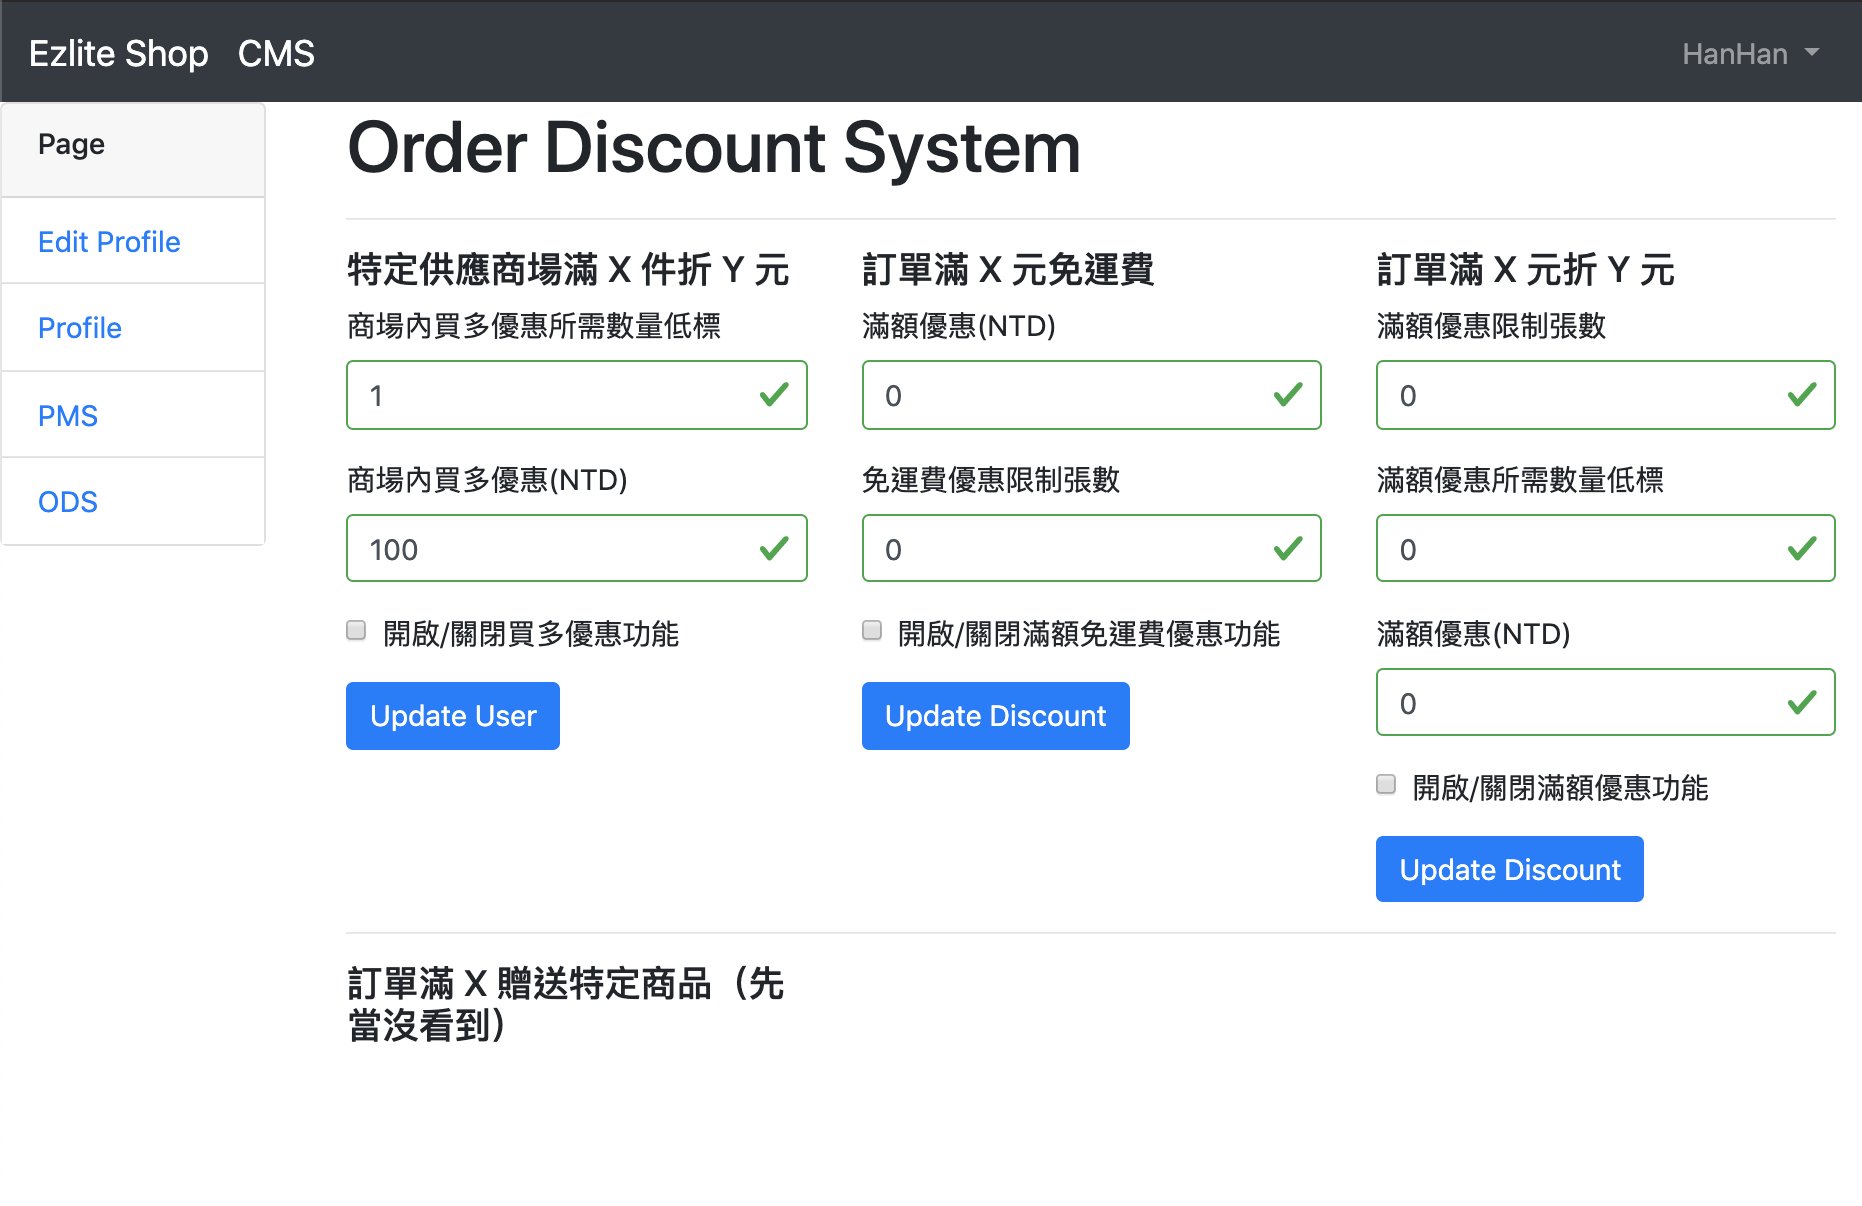 Ezlite Shop CMS
HanHan
Page
Edit Profile
Profile
PMS
ODS
Order Discount System
特定供應商場滿 X 件折 Y 元
商場內買多優惠所需數量低標
1
商場內買多優惠(NTD)
100
開啟/關閉買多優惠功能
Update User
訂單滿 X 元免運費
滿額優惠(NTD)
0
免運費優惠限制張數
0
開啟/關閉滿額免運費優惠功能
Update Discount
訂單滿 X 元折 Y 元
滿額優惠限制張數
0
滿額優惠所需數量低標
0
滿額優惠(NTD)
0
開啟/關閉滿額優惠功能
Update Discount
訂單滿 X 贈送特定商品（先
當沒看到）